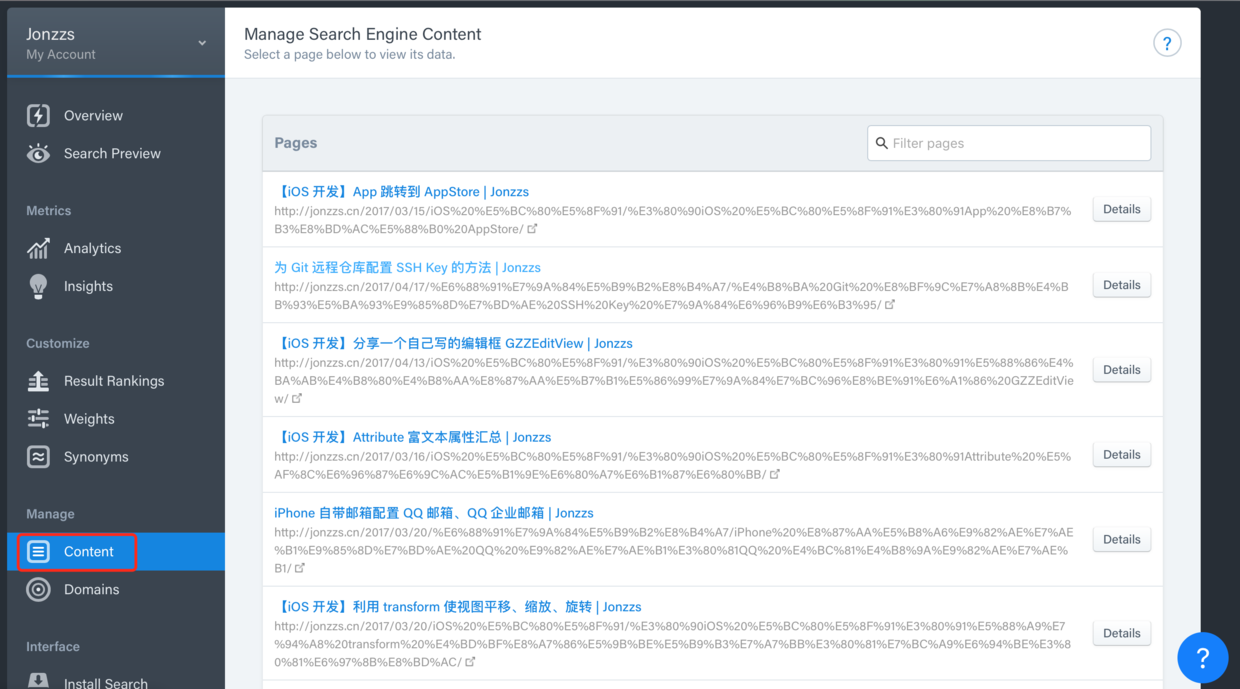 Jonzzs
My Account
Overview
Search Preview
Metrics
Analytics
Insights
Customize
Result Rankings
Weights
Synonyms
Manage
Content
Domains
Interface
Install Search
Manage Search Engine Content
Select a page below to view its data.
?
Pages
Filter pages
【iOS 开发】App 跳转到 AppStore | Jonzzs
http://jonzzs.cn/2017/03/15/iOS%20%E5%BC%80%E5%8F%91/%E3%80%90iOS%20%E5%BC%80%E5%8F%91%E3%80%91App%20%E8%B7%
B3%E8%BD%AC%E5%88%B0%20AppStore/
Details
为 Git 远程仓库配置 SSH Key 的方法 | Jonzzs
http://jonzzs.cn/2017/04/17/%E6%88%91%E7%9A%84%E5%B9%B2%E8%B4%A7/%E4%B8%BA%20Git%20%E8%BF%9C%E7%A8%8B%E4%B
B%93%E5%BA%93%E9%85%8D%E7%BD%AE%20SSH%20Key%20%E7%9A%84%E6%96%B9%E6%B3%95/
Details
【iOS 开发】分享一个自己写的编辑框 GZZEditView | Jonzzs
http://jonzzs.cn/2017/04/13/iOS%20%E5%BC%80%E5%8F%91/%E3%80%90iOS%20%E5%BC%80%E5%8F%91%E3%80%91%E5%88%86%E4%
BA%AB%E4%B8%80%E4%B8%AA%E8%87%AA%E5%B7%B1%E5%86%99%E7%9A%84%E7%BC%96%E8%BE%91%E6%A1%86%20GZZEditVie
w/
Details
【iOS 开发】Attribute 富文本属性汇总 | Jonzzs
http://jonzzs.cn/2017/03/16/iOS%20%E5%BC%80%E5%8F%91/%E3%80%90iOS%20%E5%BC%80%E5%8F%91%E3%80%91Attribute%20%E5%
AF%8C%E6%96%87%E6%9C%AC%E5%B1%9E%E6%80%A7%E6%B1%87%E6%80%BB/
Details
iPhone 自带邮箱配置 QQ 邮箱、QQ 企业邮箱 | Jonzzs
http://jonzzs.cn/2017/03/20/%E6%88%91%E7%9A%84%E5%B9%B2%E8%B4%A7/iPhone%20%E8%87%AA%E5%B8%A6%E9%82%AE%E7%AE
%B1%E9%85%8D%E7%BD%AE%20QQ%20%E9%82%AE%E7%AE%B1%E3%80%81QQ%20%E4%BC%81%E4%B8%9A%E9%82%AE%E7%AE%
B1/
Details
【iOS 开发】利用 transform 使视图平移、缩放、旋转 | Jonzzs
http://jonzzs.cn/2017/03/20/iOS%20%E5%BC%80%E5%8F%91/%E3%80%90iOS%20%E5%BC%80%E5%8F%91%E3%80%91%E5%88%A9%E7
%94%A8%20transform%20%E4%BD%BF%E8%A7%86%E5%9B%BE%E5%B9%B3%E7%A7%BB%E3%80%81%E7%BC%A9%E6%94%BE%E3%8
0%81%E6%97%8B%E8%BD%AC/
Details
?